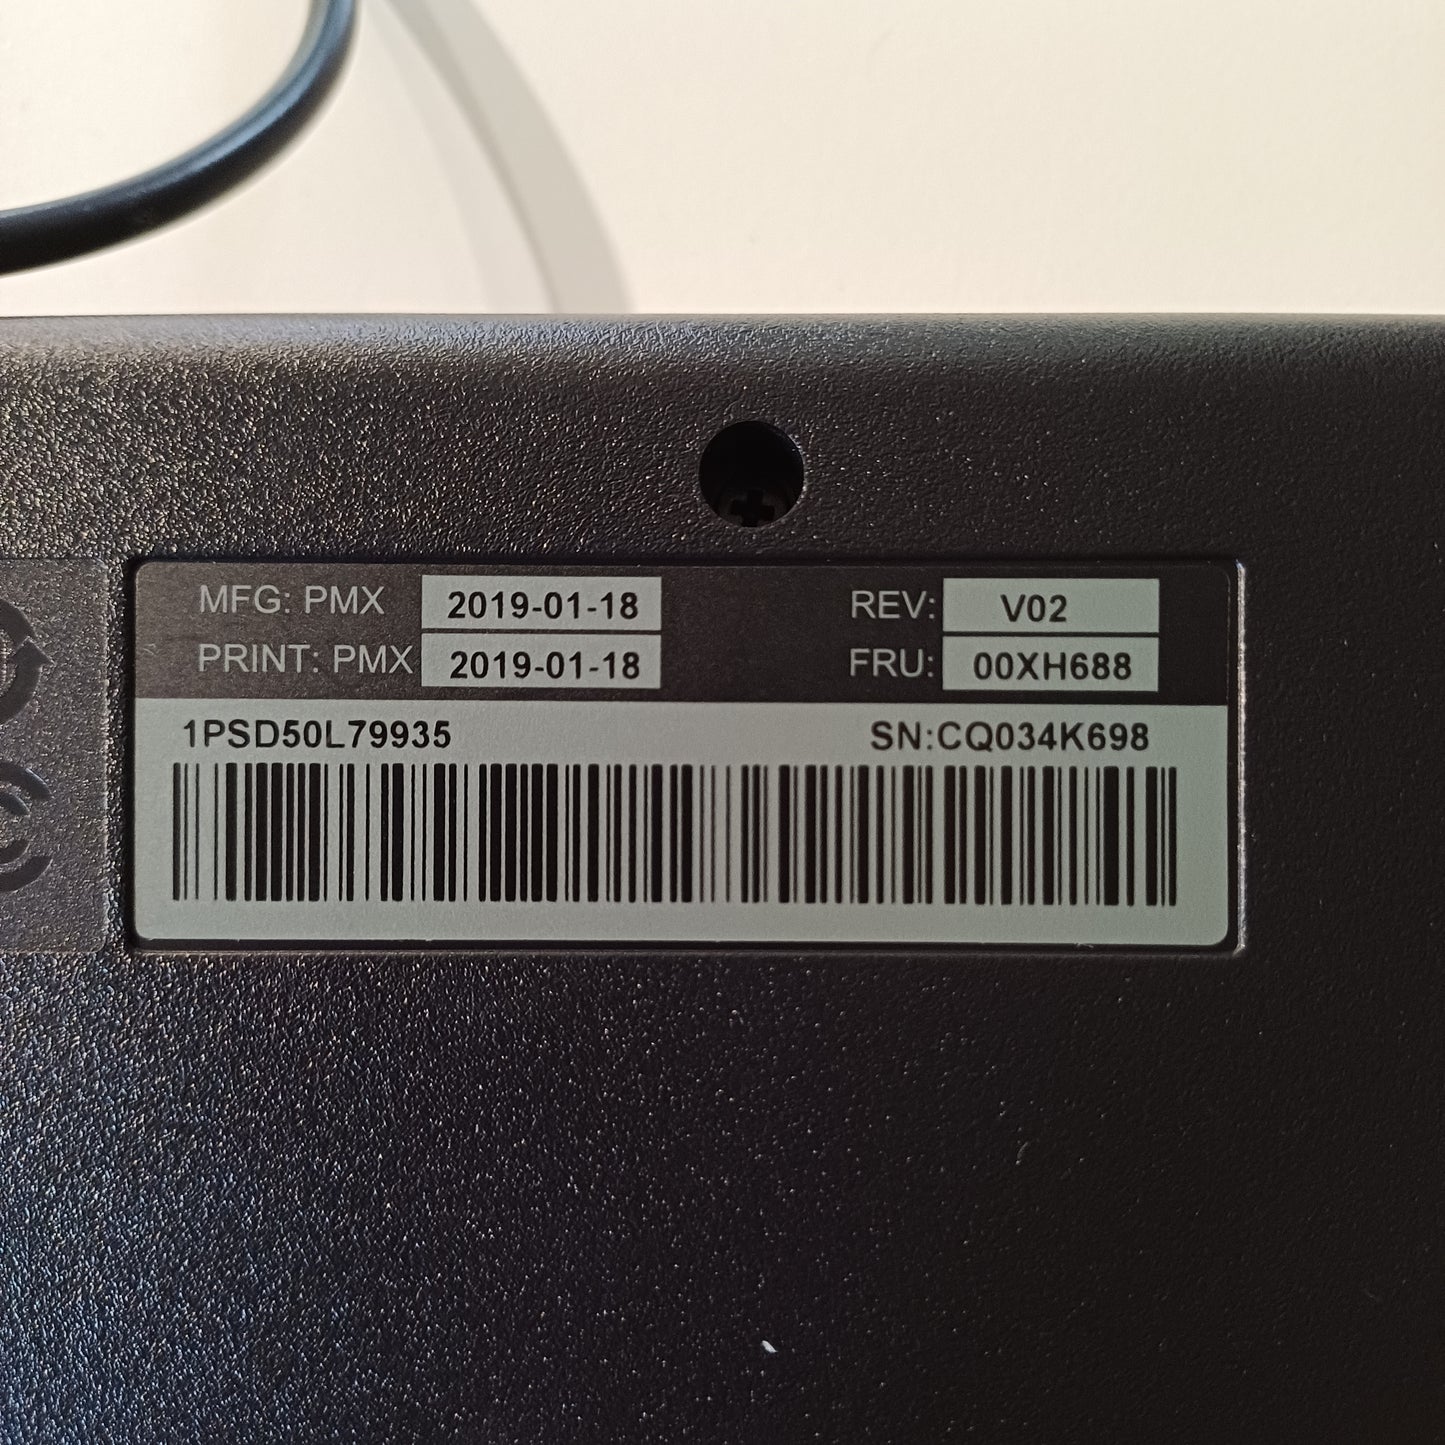 MFG: PMX 2019-01-18 REV: V02
PRINT: PMX 2019-01-18 FRU: 00XH688
1PSD50L79935 SN:CQ034K698